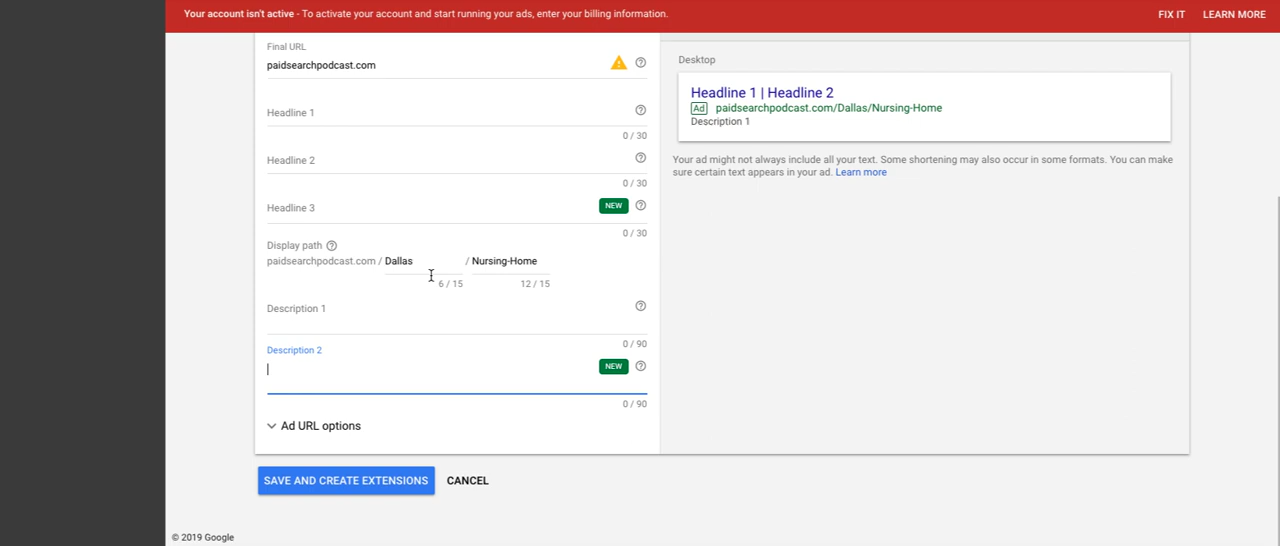 Your account isn't active - To activate your account and start running your ads, enter your billing information. FIX IT LEARN MORE
Final URL
paidsearchpodcast.com
Headline 1
0 / 30
Headline 2
0 / 30
Headline 3 NEW
0 / 30
Display path
paidsearchpodcast.com / Dallas / Nursing-Home
6 / 15 12 / 15
Description 1
0 / 90
Description 2
NEW
0 / 90
Ad URL options
SAVE AND CREATE EXTENSIONS CANCEL
© 2019 Google
Desktop
Headline 1 | Headline 2
Ad paidsearchpodcast.com/Dallas/Nursing-Home
Description 1
Your ad might not always include all your text. Some shortening may also occur in some formats. You can make
sure certain text appears in your ad. Learn more